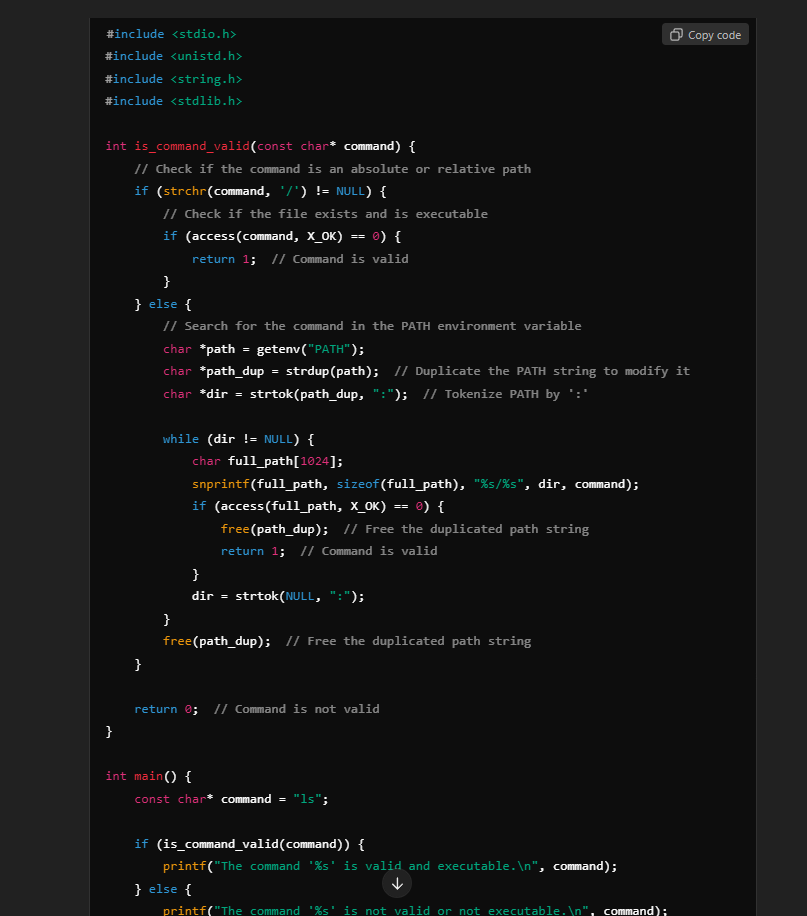 #include <stdio.h>
Copy code
#include <unistd.h>
#include <string.h>
#include <stdlib.h>
int is_command_valid(const char* command) {
    // Check if the command is an absolute or relative path
    if (strchr(command, '/') != NULL) {
        // Check if the file exists and is executable
        if (access(command, X_OK) == 0) {
            return 1;  // Command is valid
        }
    } else {
        // Search for the command in the PATH environment variable
        char *path = getenv("PATH");
        char *path_dup = strdup(path);  // Duplicate the PATH string to modify it
        char *dir = strtok(path_dup, ":");  // Tokenize PATH by ':'
        while (dir != NULL) {
            char full_path[1024];
            snprintf(full_path, sizeof(full_path), "%s/%s", dir, command);
            if (access(full_path, X_OK) == 0) {
                free(path_dup);  // Free the duplicated path string
                return 1;  // Command is valid
            }
            dir = strtok(NULL, ":");
        }
        free(path_dup);  // Free the duplicated path string
    }
    return 0;  // Command is not valid
}
int main() {
    const char* command = "ls";
    if (is_command_valid(command)) {
        printf("The command '%s' is valid and executable.\n", command);
    } else {
        printf("The command '%s' is not valid or not executable.\n", command);